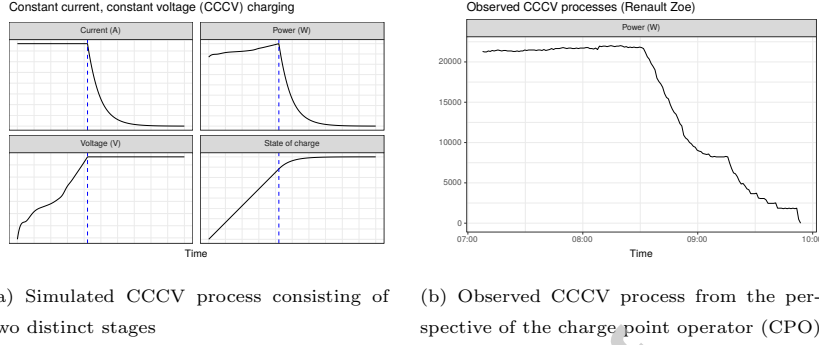 Constant current, constant voltage (CCCV) charging
Current (A)
Power (W)
Voltage (V)
State of charge
Time
Observed CCCV processes (Renault Zoe)
Power (W)
20000
15000
10000
5000
0
07:00
08:00
09:00
10:00
Time
a) Simulated CCCV process consisting of
wo distinct stages
(b) Observed CCCV process from the per-
spective of the charge point operator (CPO)